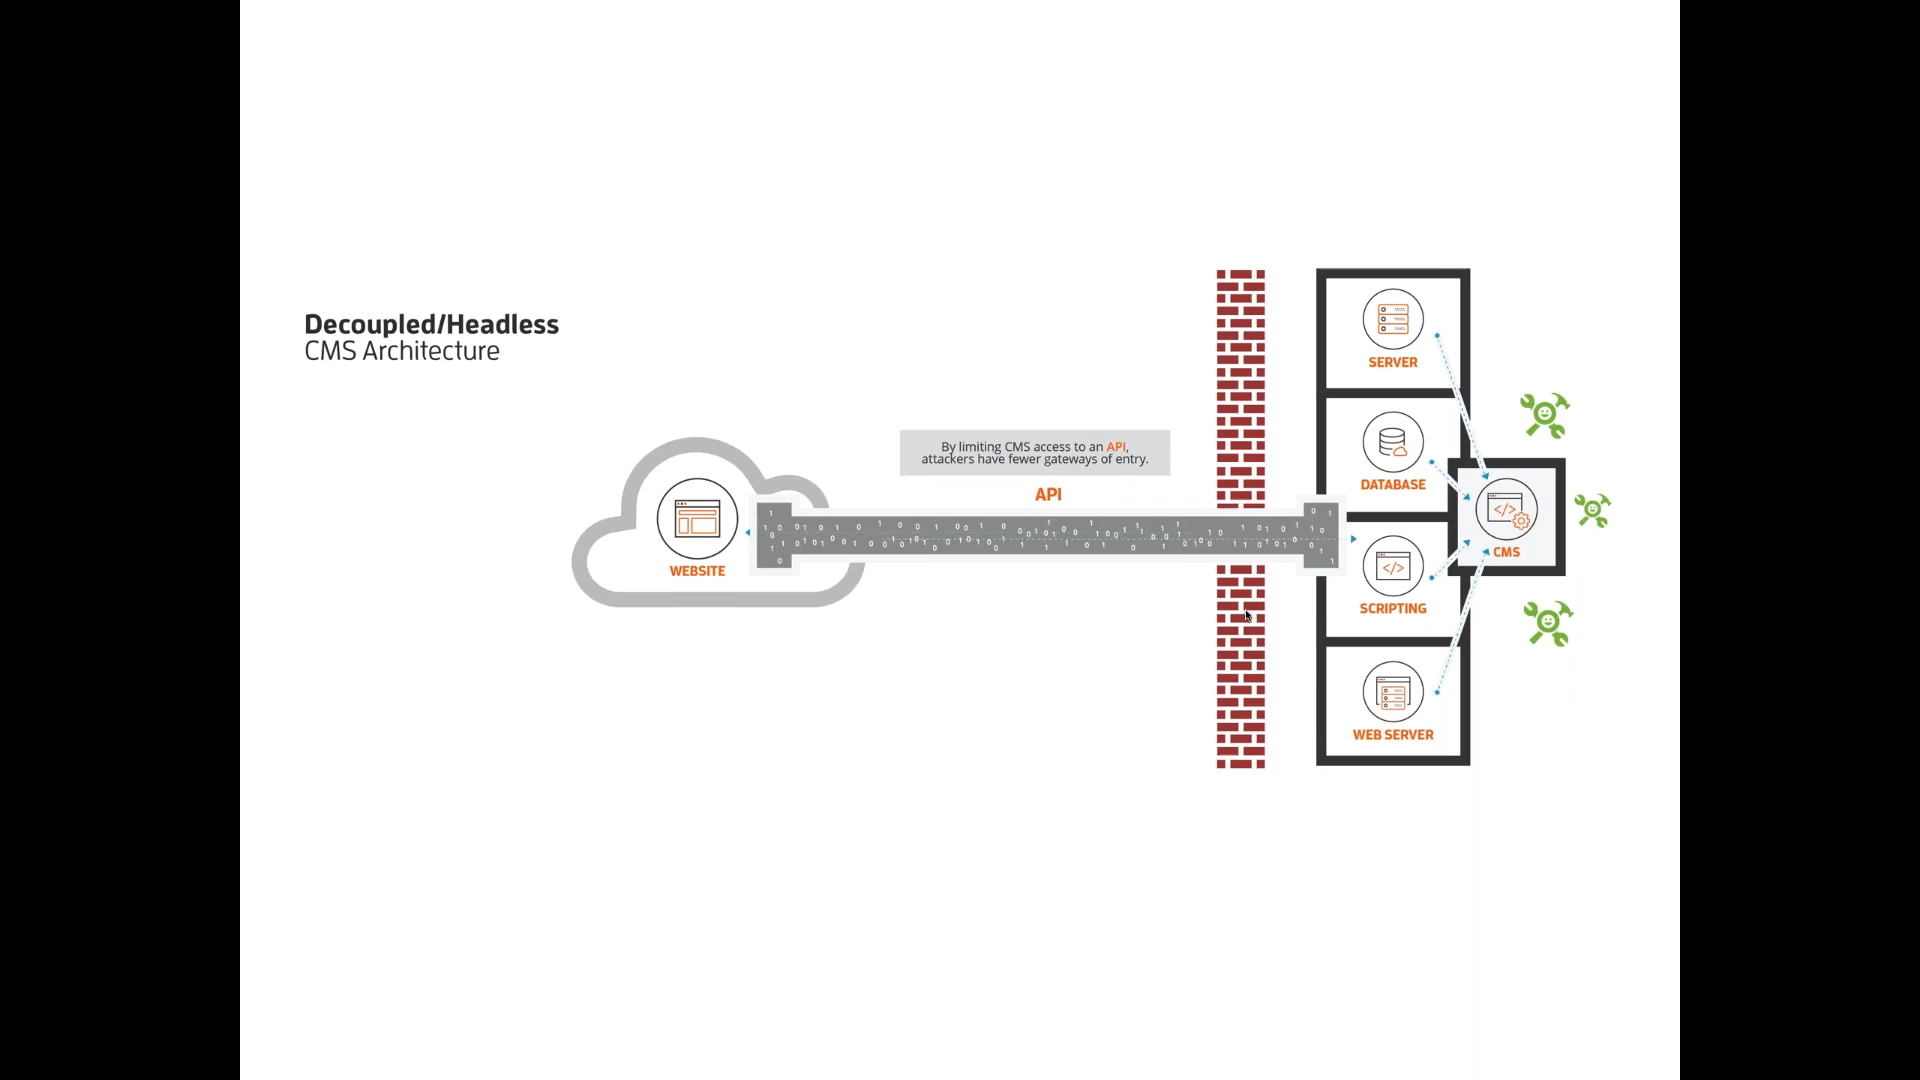 Decoupled/Headless
CMS Architecture
By limiting CMS access to an API,
attackers have fewer gateways of entry.
API
WEBSITE
SERVER
DATABASE
CMS
SCRIPTING
WEB SERVER